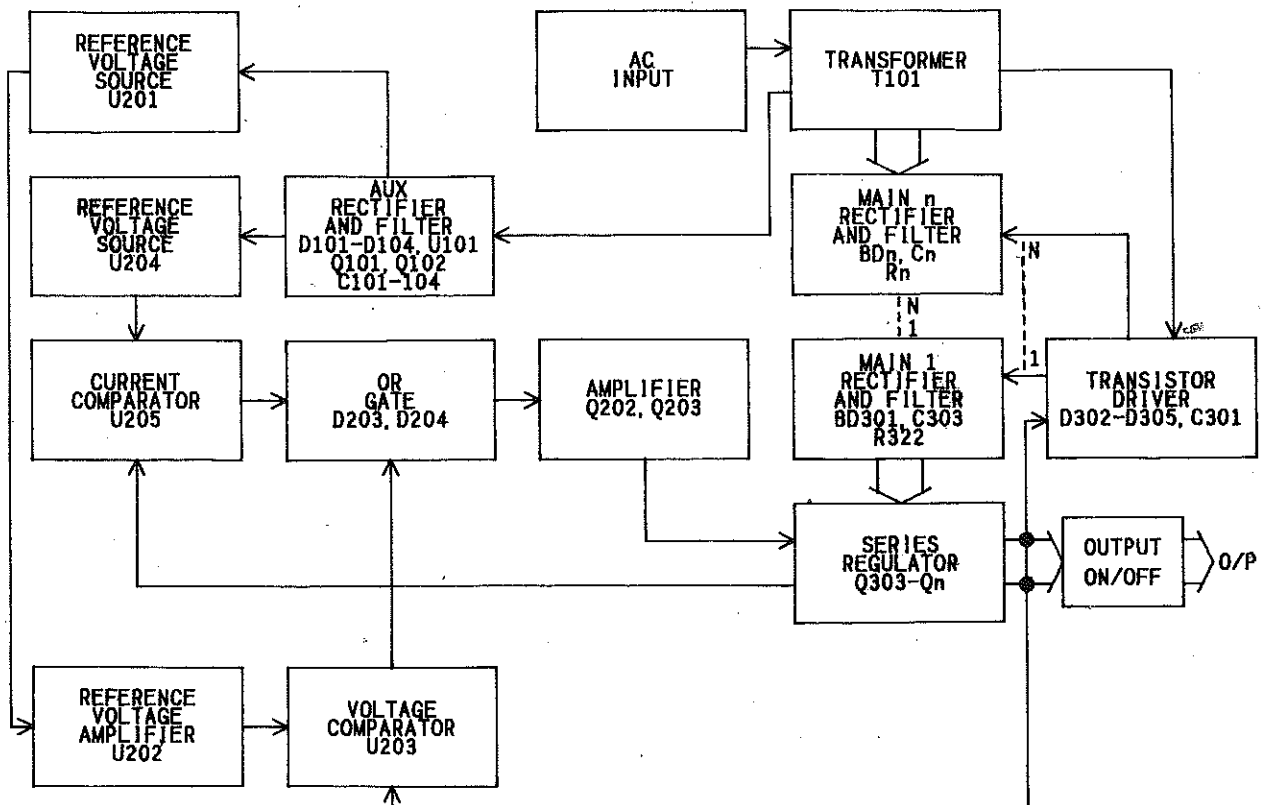 REFERENCE
VOLTAGE
SOURCE
U201
AC
INPUT
TRANSFORMER
T101
REFERENCE
VOLTAGE
SOURCE
U204
AUX
RECTIFIER
AND FILTER
D101-D104, U101
Q101, Q102
C101-104
MAIN n
RECTIFIER
AND FILTER
BDn, Cn
Rn
N
N
1
1
CURRENT
COMPARATOR
U205
OR
GATE
D203, D204
AMPLIFIER
Q202, Q203
MAIN 1
RECTIFIER
AND FILTER
BD301, C303
R322
TRANSISTOR
DRIVER
D302~D305, C301
SERIES
REGULATOR
Q303-Qn
OUTPUT
ON/OFF
O/P
REFERENCE
VOLTAGE
AMPLIFIER
U202
VOLTAGE
COMPARATOR
U203